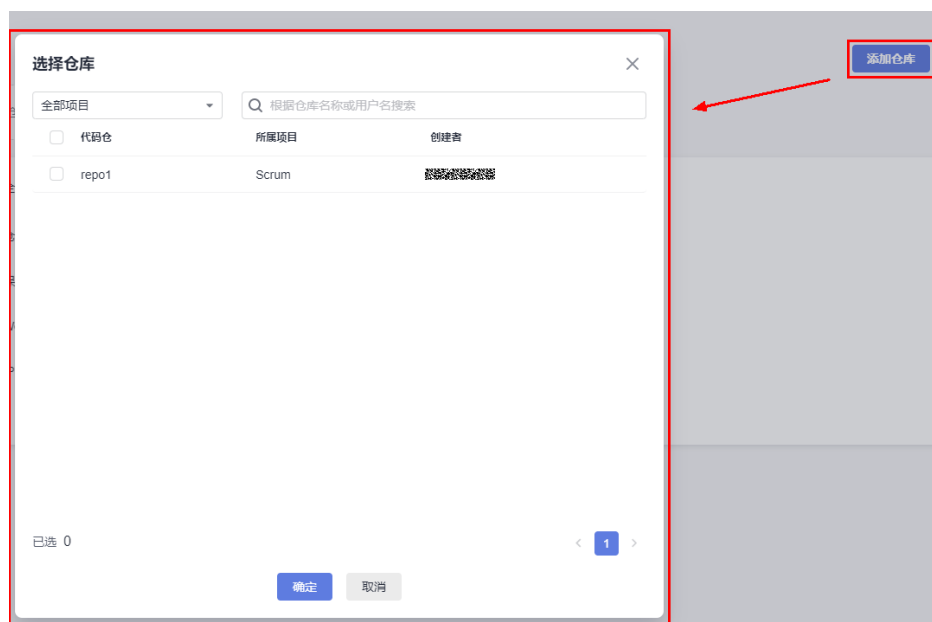 添加仓库
选择仓库
全部项目
根据仓库名称或用户名搜索
代码仓 所属项目 创建者
repo1 Scrum
已选 0
1
确定 取消